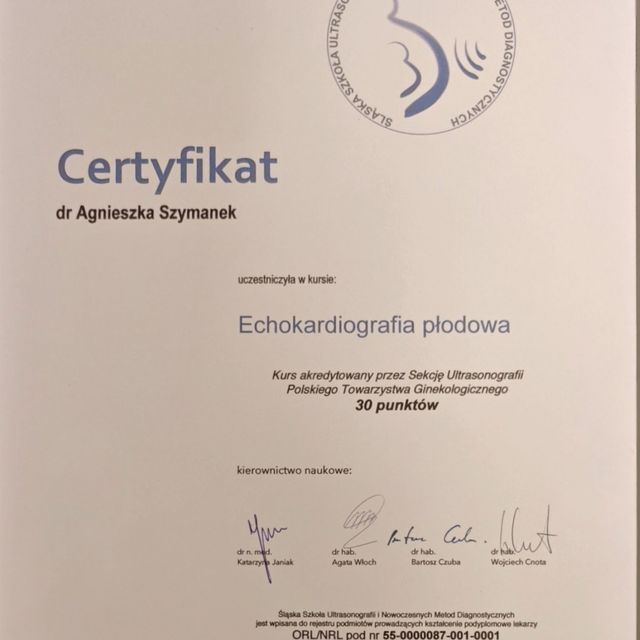 ŚLĄSKA SZKOŁA
METOD DIAGNOSTYCZNYCH
Certyfikat
dr Agnieszka Szymanek
uczestniczyła w kursie:
Echokardiografia płodowa
Kurs akredytowany przez Sekcję Ultrasonografii
Polskiego Towarzystwa Ginekologicznego
30 punktów
kierownictwo naukowe:
dr n. med. dr hab. dr hab. dr hab.
Katarzyna Janiak Agata Włoch Bartosz Czuba Wojciech Cnota
Śląska Szkoła Ultrasonografii i Nowoczesnych Metod Diagnostycznych
jest wpisana do rejestru podmiotów prowadzących kształcenie podyplomowe lekarzy
ORL/NRL pod nr 55-0000087-001-0001